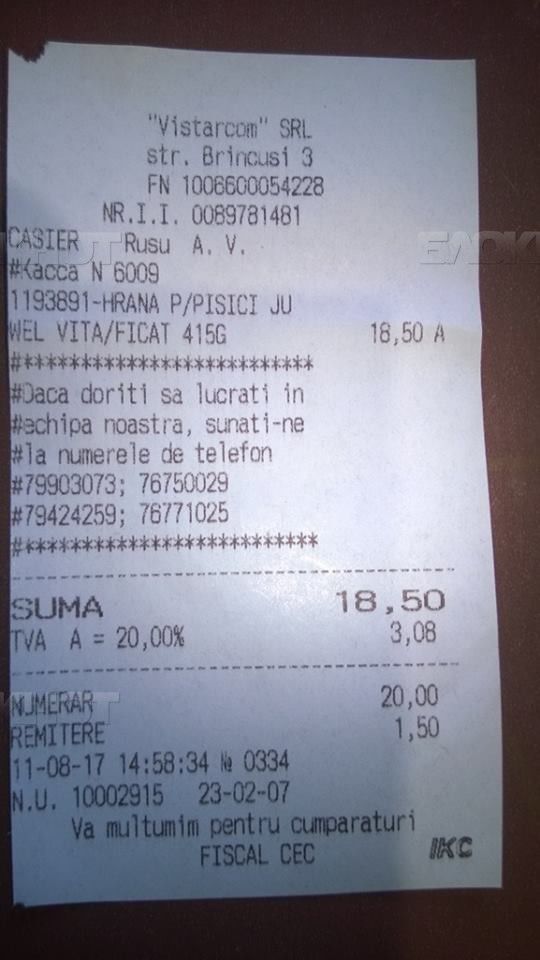 "Vistarcom" SRL
str. Brincusi 3
FN 1006600054228
NR.I.I. 0089781481
CASIER Rusu A. V.
#Kacca N 6009
1193891-HRANA P/PISICI JU
WEL VITA/FICAT 415G 18,50 A
#**************************
#Daca doriti sa lucrati in
#echipa noastra, sunati-ne
#la numerele de telefon
#79903073; 76750029
#79424259; 76771025
#**************************
SUMA 18,50
TVA A = 20,00% 3,08
NUMERAR 20,00
REMITERE 1,50
11-08-17 14:58:34 № 0334
N.U. 10002915 23-02-07
Va multumim pentru cumparaturi
FISCAL CEC IKC